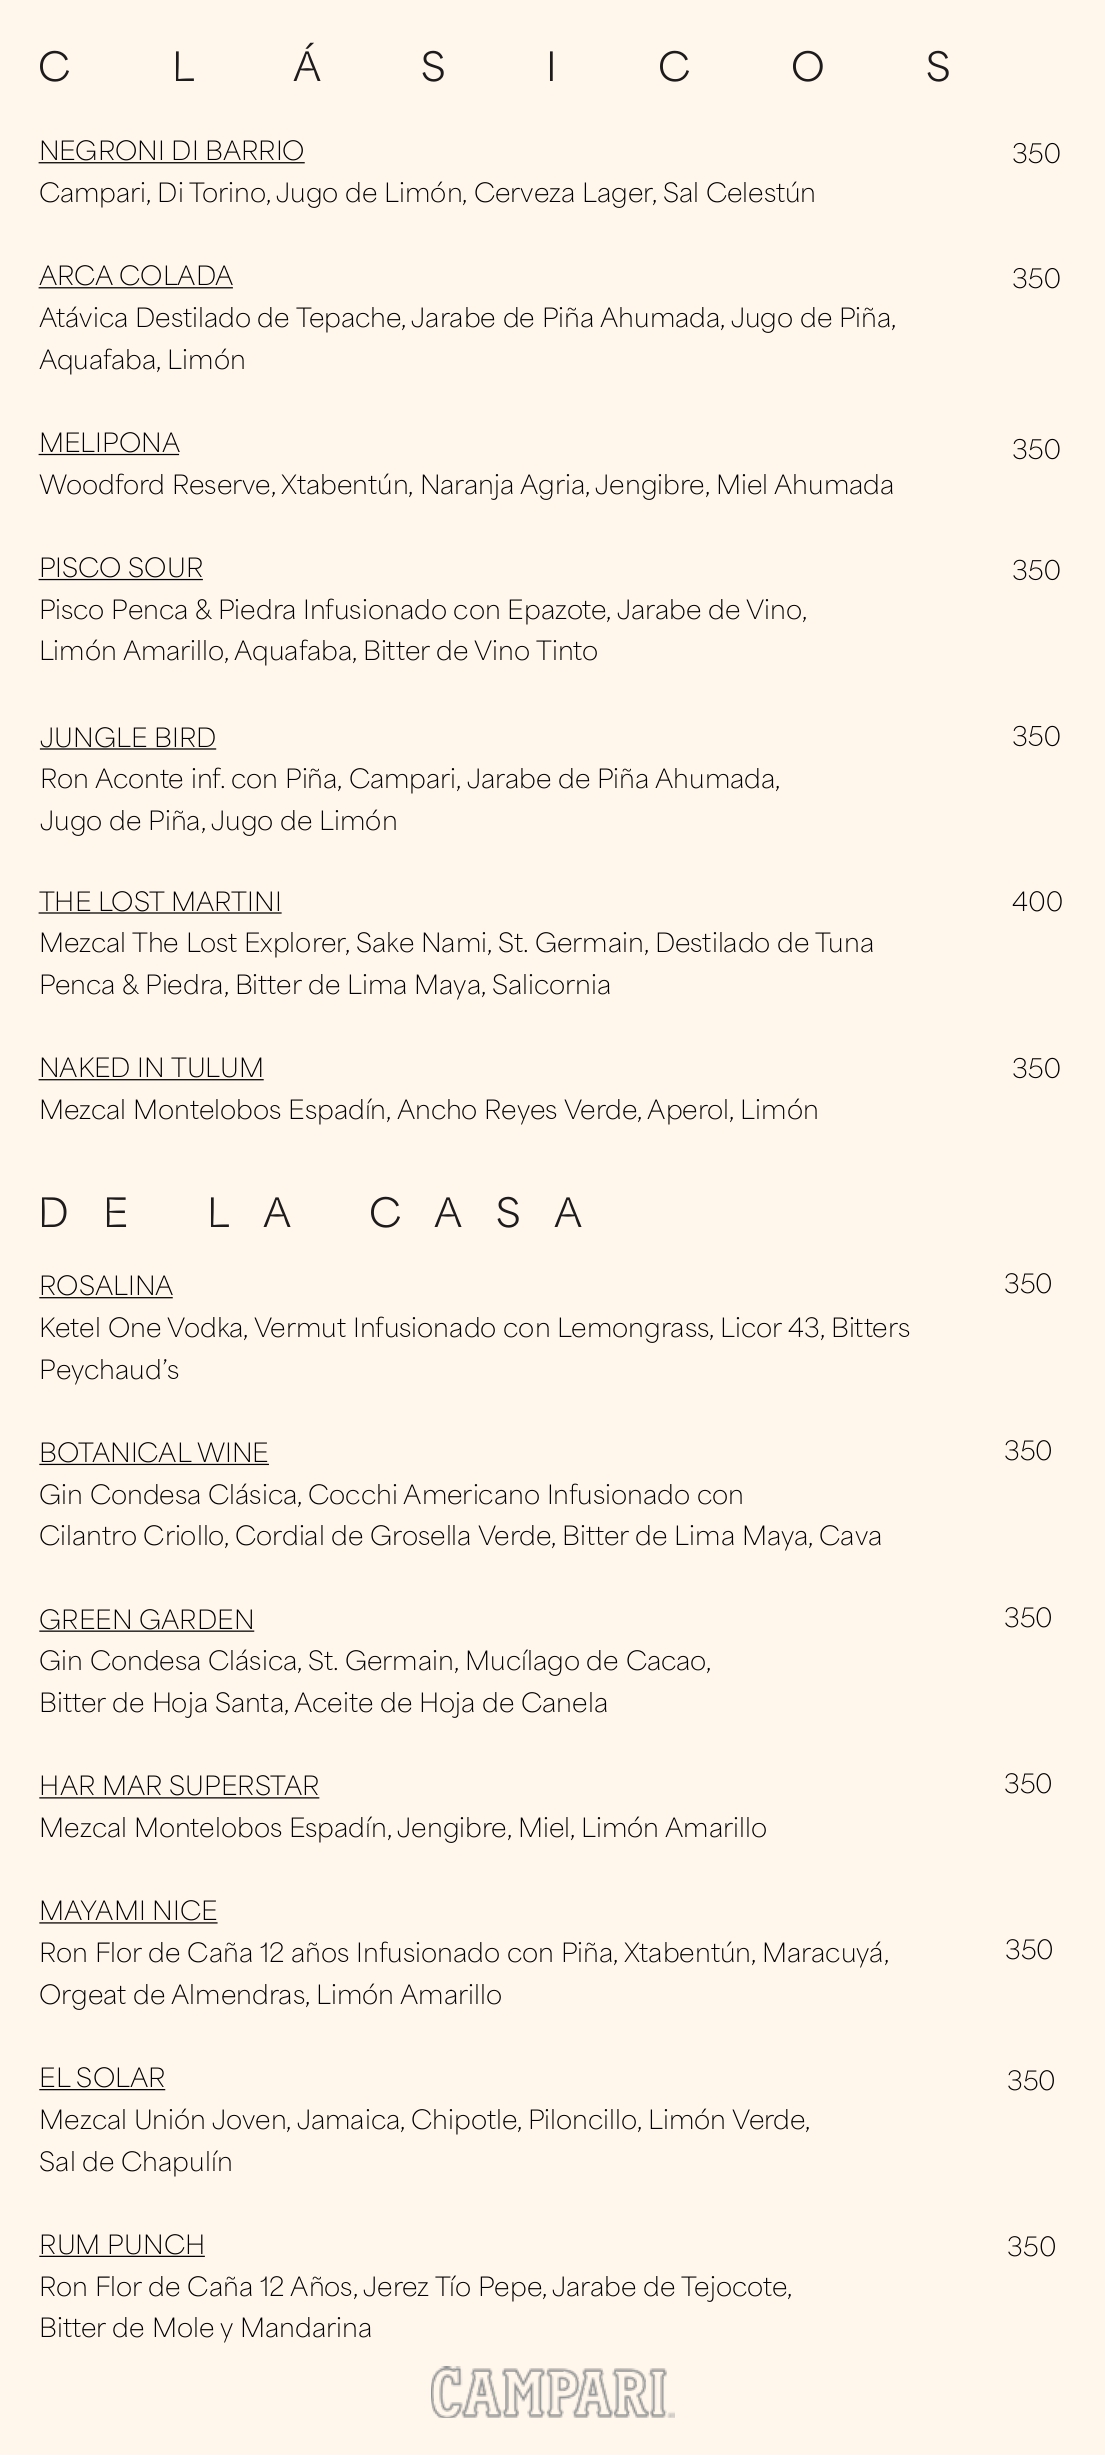 CLÁSICOS
NEGRONI DI BARRIO 350
Campari, Di Torino, Jugo de Limón, Cerveza Lager, Sal Celestún
ARCA COLADA 350
Atávica Destilado de Tepache, Jarabe de Piña Ahumada, Jugo de Piña,
Aquafaba, Limón
MELIPONA 350
Woodford Reserve, Xtabentún, Naranja Agria, Jengibre, Miel Ahumada
PISCO SOUR 350
Pisco Penca & Piedra Infusionado con Epazote, Jarabe de Vino,
Limón Amarillo, Aquafaba, Bitter de Vino Tinto
JUNGLE BIRD 350
Ron Aconte inf. con Piña, Campari, Jarabe de Piña Ahumada,
Jugo de Piña, Jugo de Limón
THE LOST MARTINI 400
Mezcal The Lost Explorer, Sake Nami, St. Germain, Destilado de Tuna
Penca & Piedra, Bitter de Lima Maya, Salicornia
NAKED IN TULUM 350
Mezcal Montelobos Espadín, Ancho Reyes Verde, Aperol, Limón
DE LA CASA
ROSALINA 350
Ketel One Vodka, Vermut Infusionado con Lemongrass, Licor 43, Bitters
Peychaud’s
BOTANICAL WINE 350
Gin Condesa Clásica, Cocchi Americano Infusionado con
Cilantro Criollo, Cordial de Grosella Verde, Bitter de Lima Maya, Cava
GREEN GARDEN 350
Gin Condesa Clásica, St. Germain, Mucílago de Cacao,
Bitter de Hoja Santa, Aceite de Hoja de Canela
HAR MAR SUPERSTAR 350
Mezcal Montelobos Espadín, Jengibre, Miel, Limón Amarillo
MAYAMI NICE
Ron Flor de Caña 12 años Infusionado con Piña, Xtabentún, Maracuyá, 350
Orgeat de Almendras, Limón Amarillo
EL SOLAR 350
Mezcal Unión Joven, Jamaica, Chipotle, Piloncillo, Limón Verde,
Sal de Chapulín
RUM PUNCH 350
Ron Flor de Caña 12 Años, Jerez Tío Pepe, Jarabe de Tejocote,
Bitter de Mole y Mandarina
CAMPARI